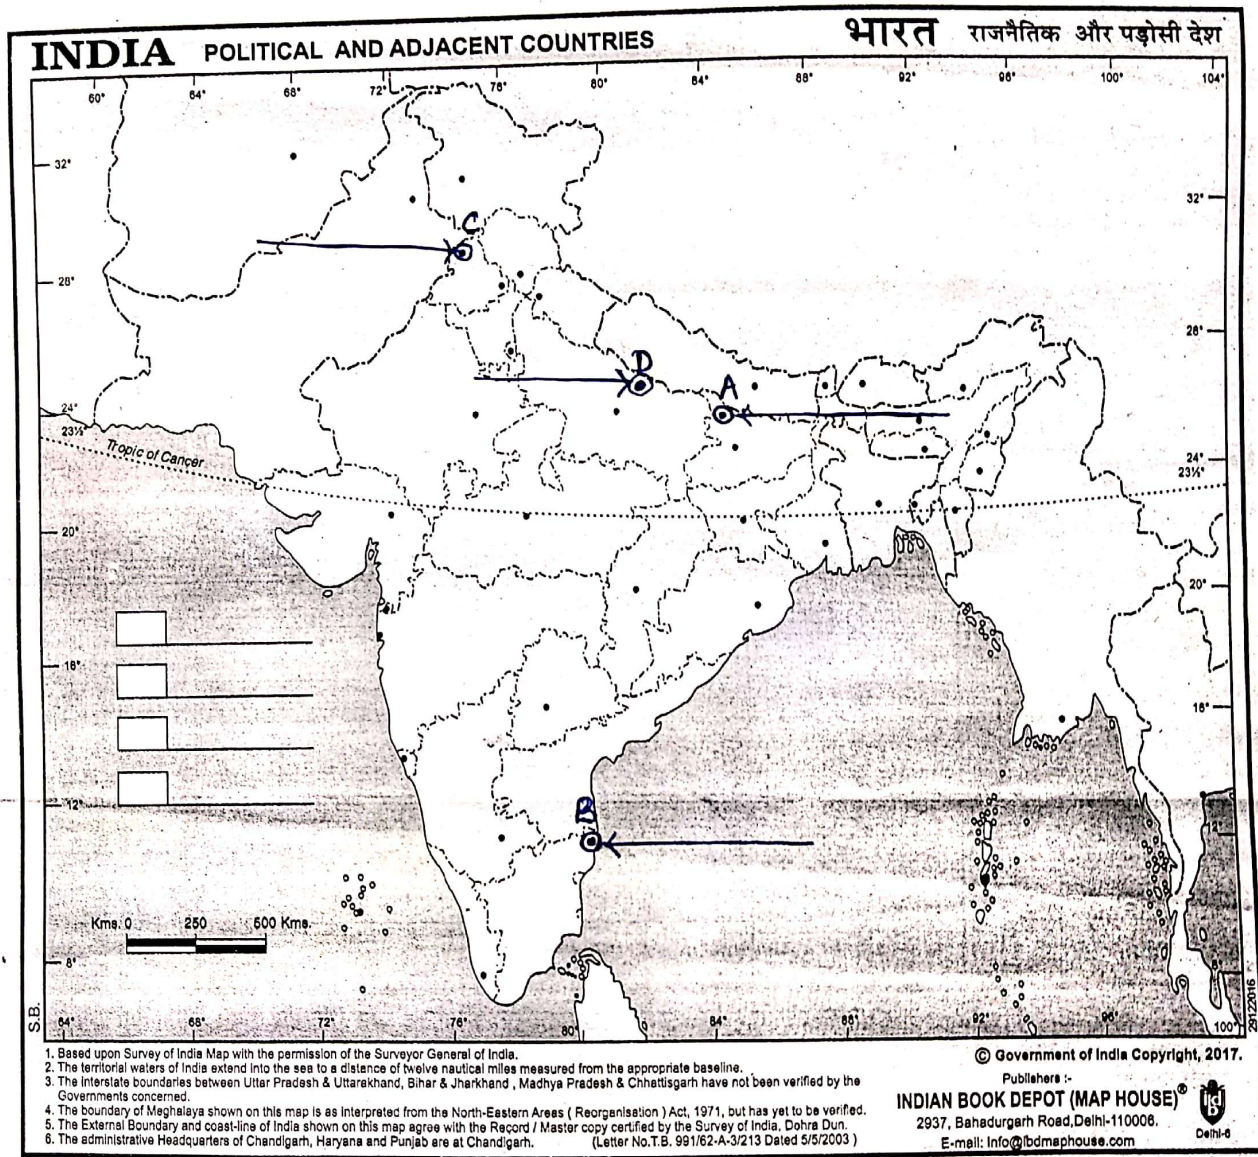 INDIA POLITICAL AND ADJACENT COUNTRIES
भारत राजनैतिक और पड़ोसी देश
60° 64° 68° 72° 76° 80° 84° 88° 92° 96° 100° 104°
32° 32°
C
28°
28°
D
A
24°
23½°
Tropic of Cancer
24°
23½°
20°
20°
16°
16°
B
12°
12°
Kms. 0 250 500 Kms.
8°
8°
S.B.
64° 68° 72° 76° 80° 84° 88° 92° 96° 100°
29122016
1. Based upon Survey of India Map with the permission of the Surveyor General of India.
2. The territorial waters of India extend into the sea to a distance of twelve nautical miles measured from the appropriate baseline.
3. The interstate boundaries between Uttar Pradesh & Uttarakhand, Bihar & Jharkhand , Madhya Pradesh & Chhattisgarh have not been verified by the
Governments concerned.
4. The boundary of Meghalaya shown on this map is as interpreted from the North-Eastern Areas ( Reorganisation ) Act, 1971, but has yet to be verified.
5. The External Boundary and coast-line of India shown on this map agree with the Record / Master copy certified by the Survey of India, Dohra Dun.
6. The administrative Headquarters of Chandigarh, Haryana and Punjab are at Chandigarh. (Letter No.T.B. 991/62-A-3/213 Dated 5/5/2003 )
© Government of India Copyright, 2017.
Publishers :-
INDIAN BOOK DEPOT (MAP HOUSE)®
2937, Bahadurgarh Road,Delhi-110006.
E-mail: info@ibdmaphouse.com
ibd
Delhi-6